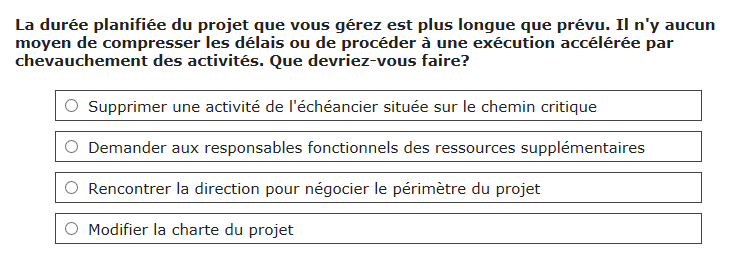 La durée planifiée du projet que vous gérez est plus longue que prévu. Il n'y aucun
moyen de compresser les délais ou de procéder à une exécution accélérée par
chevauchement des activités. Que devriez-vous faire?
Supprimer une activité de l'échéancier située sur le chemin critique
Demander aux responsables fonctionnels des ressources supplémentaires
Rencontrer la direction pour négocier le périmètre du projet
Modifier la charte du projet